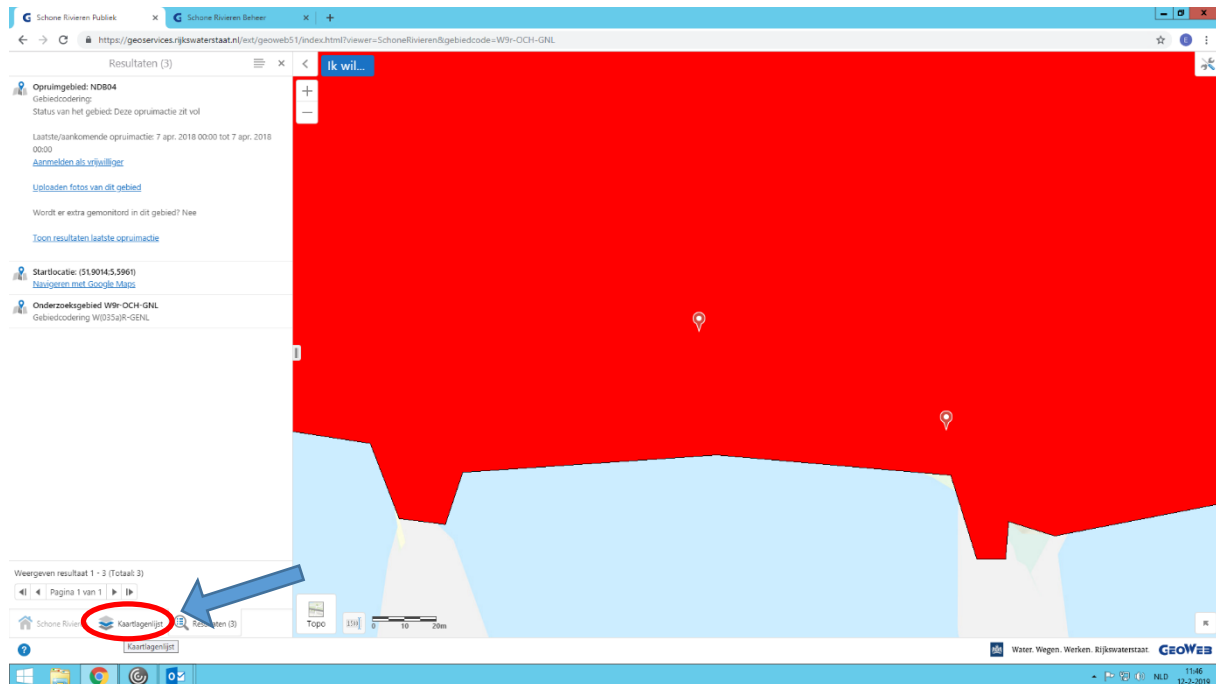 Schone Rivieren Publiek
Schone Rivieren Beheer
https://geoservices.rijkswaterstaat.nl/ext/geoweb51/index.html?viewer=SchoneRivieren&gebiedcode=W9r-OCH-GNL
Resultaten (3)
Ik wil...
Opruimgebied: NDB04
Gebiedcodering:
Status van het gebied: Deze opruimactie zit vol
Laatste/aankomende opruimactie: 7 apr. 2018 00:00 tot 7 apr. 2018
00:00
Aanmelden als vrijwilliger
Uploaden fotos van dit gebied
Wordt er extra gemonitord in dit gebied? Nee
Toon resultaten laatste opruimactie
Startlocatie: (51,9014;5,5961)
Navigeren met Google Maps
Onderzoeksgebied W9r-OCH-GNL
Gebiedcodering W(035a)R-GENL
Weergeven resultaat 1 - 3 (Totaal: 3)
Pagina 1 van 1
Schone Rivier
Kaartlagenlijst
Resultaten (3)
Kaartlagenlijst
Topo
0 10 20m
Water. Wegen. Werken. Rijkswaterstaat.
GEOWEB
NLD
11:46
12-2-2019